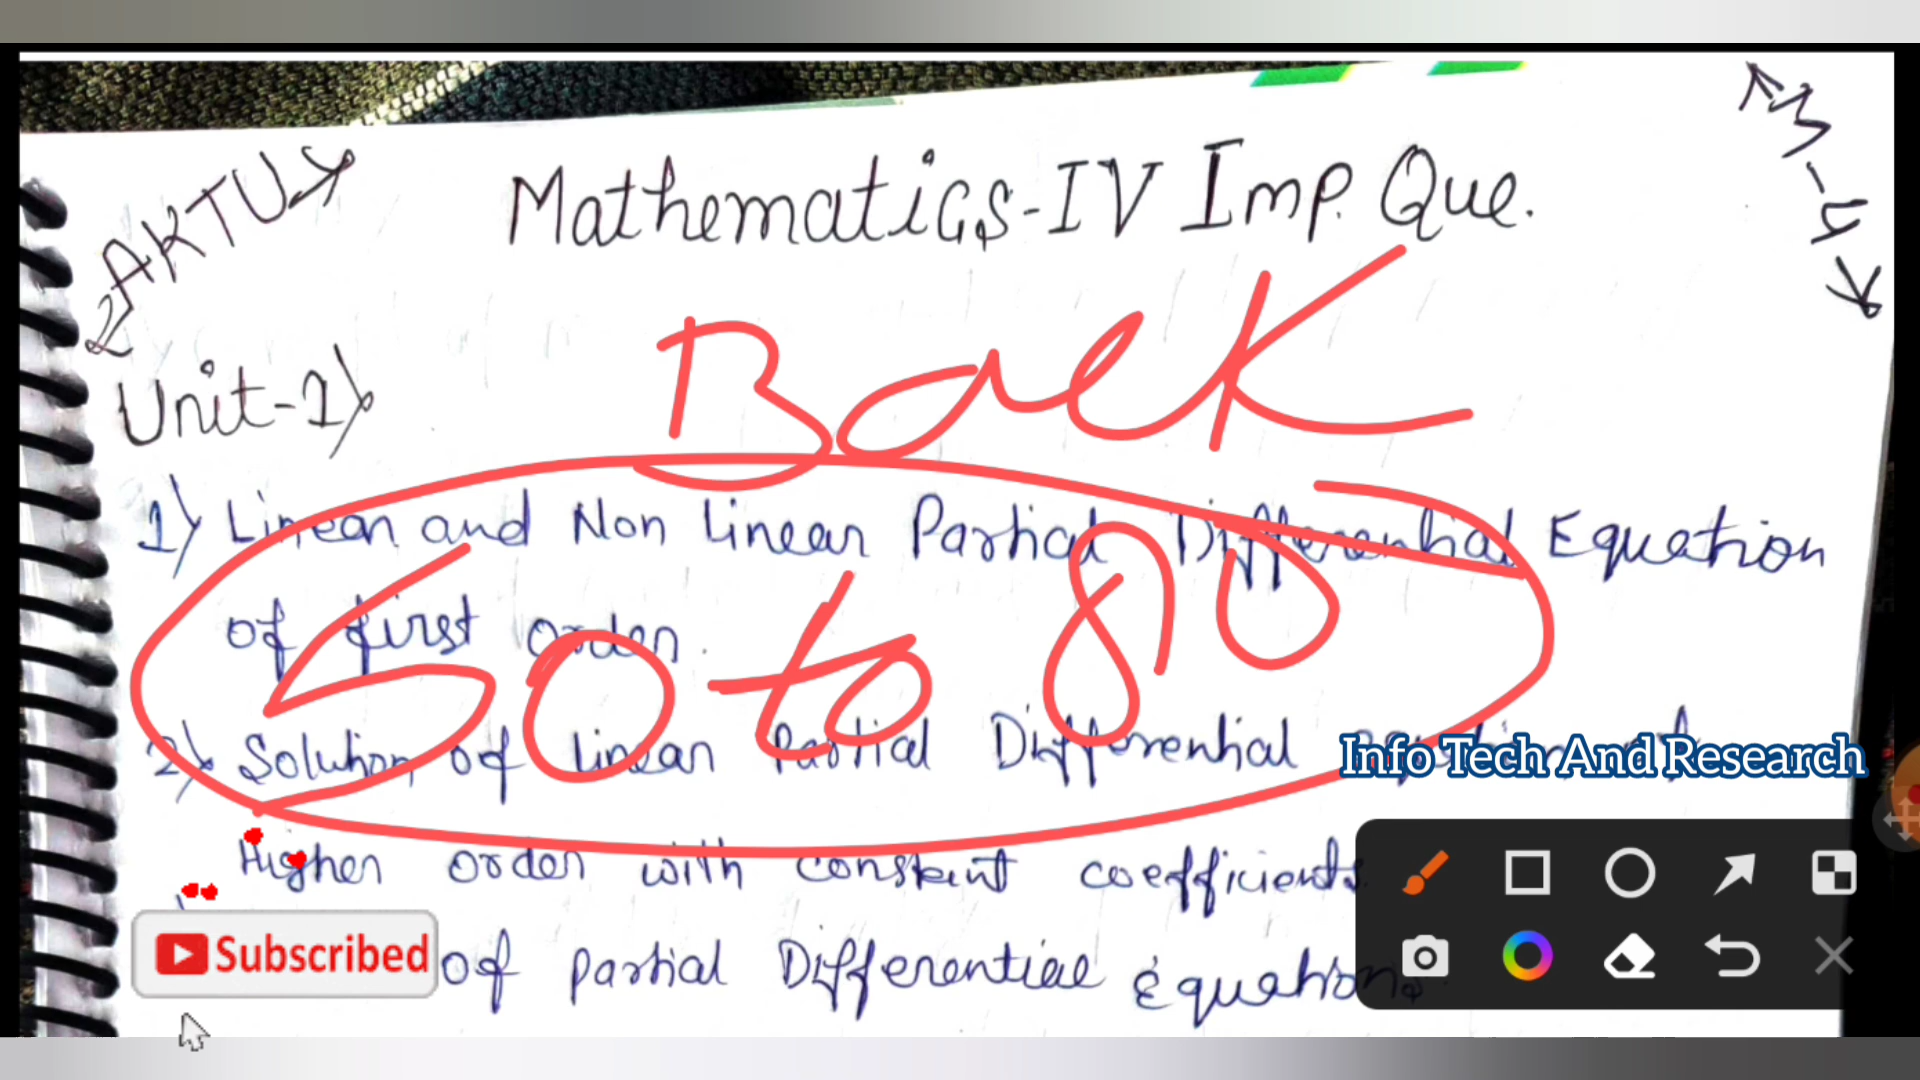 AKTU
Mathematics-IV Imp. Que.
M-4
Back
Unit-1)
1) Linear and Non Linear Partial Differential Equation
of first order.
50 to 80
2) Solution of linear Partial Differential equation of
Info Tech And Research
Higher order with constant coefficients
Subscribed
of partial Differential equations